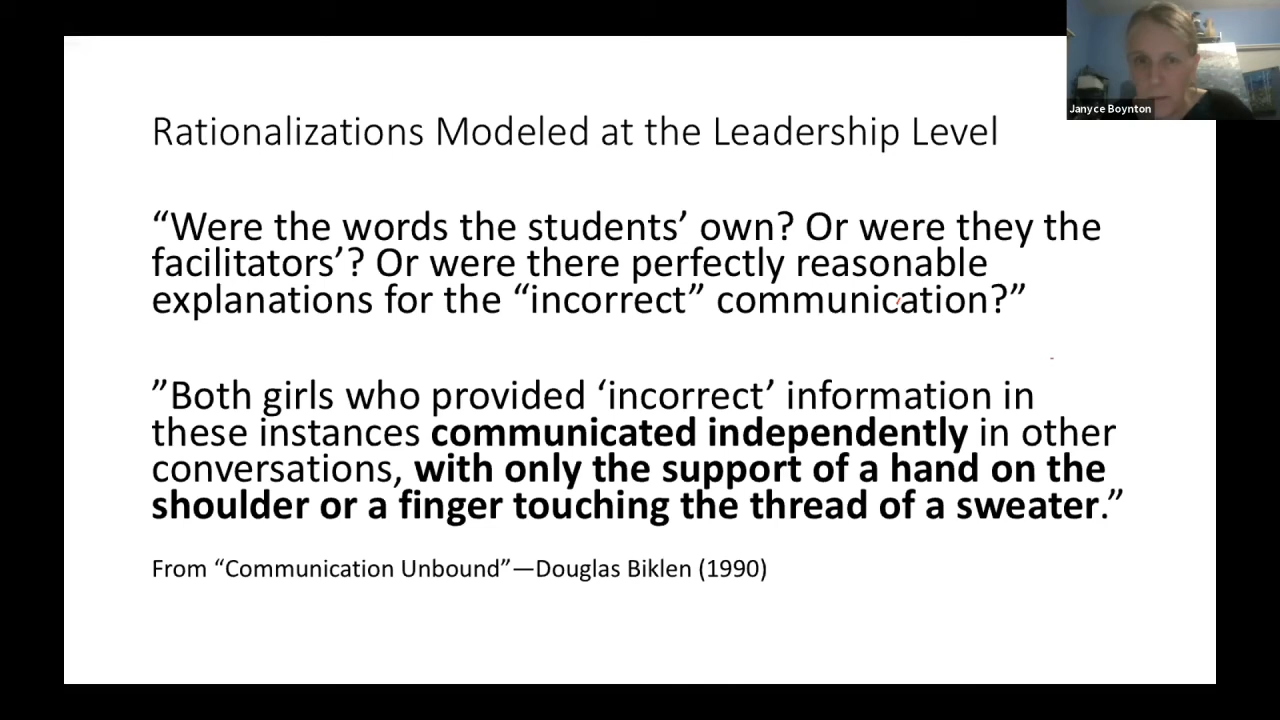 Janyce Boynton
Rationalizations Modeled at the Leadership Level
“Were the words the students’ own? Or were they the
facilitators’? Or were there perfectly reasonable
explanations for the “incorrect” communication?”
”Both girls who provided ‘incorrect’ information in
these instances communicated independently in other
conversations, with only the support of a hand on the
shoulder or a finger touching the thread of a sweater.”
From “Communication Unbound”—Douglas Biklen (1990)